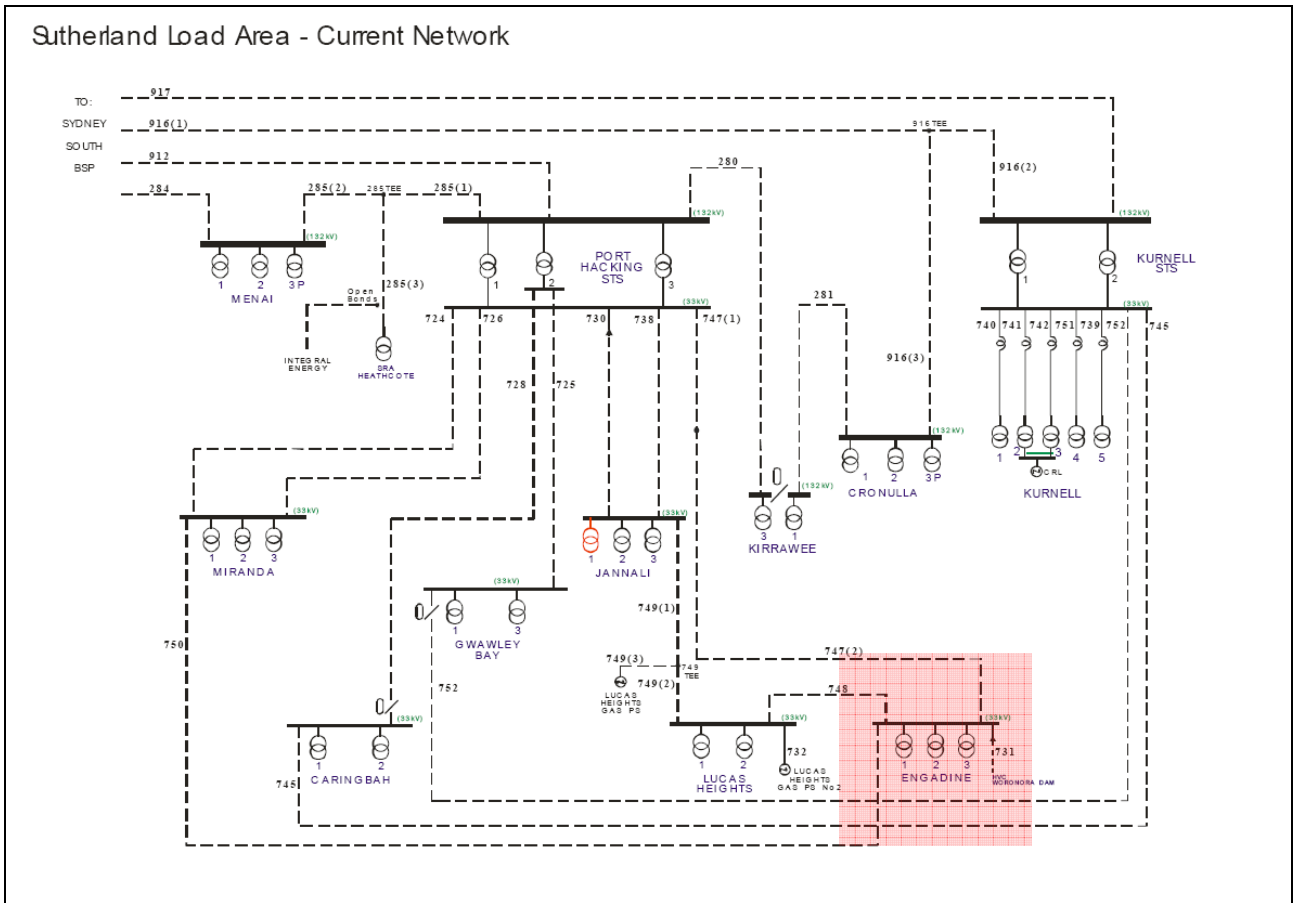 Sutherland Load Area - Current Network
TO:
SYDNEY
SOUTH
BSP
917
916(1)
916 TEE
912
280
916(2)
284
285(2)
285 TEE
285(1)
(132kV)
(132kV)
(132kV)
1
2
3P
MENAI
PORT
HACKING
STS
1
2
3
KURNELL
STS
1
2
Open
Bonds
285(3)
INTEGRAL
ENERGY
SRA
HEATHCOTE
(33kV)
724
726
730
738
747(1)
728
725
281
916(3)
(33kV)
740
741
742
751
739
752
745
1
2
3
4
5
CRL
KURNELL
(132kV)
1
2
3P
CRONULLA
(132kV)
3
1
KIRRAWEE
(33kV)
1
2
3
MIRANDA
(33kV)
1
2
3
JANNALI
(33kV)
1
3
GWAWLEY
BAY
750
752
749(1)
749(3)
749
TEE
749(2)
LUCAS
HEIGHTS
GAS PS
747(2)
748
(33kV)
1
2
CARINGBAH
745
(33kV)
1
2
LUCAS
HEIGHTS
732
LUCAS
HEIGHTS
GAS PS No2
(33kV)
1
2
3
ENGADINE
731
HVC
WORONORA DAM